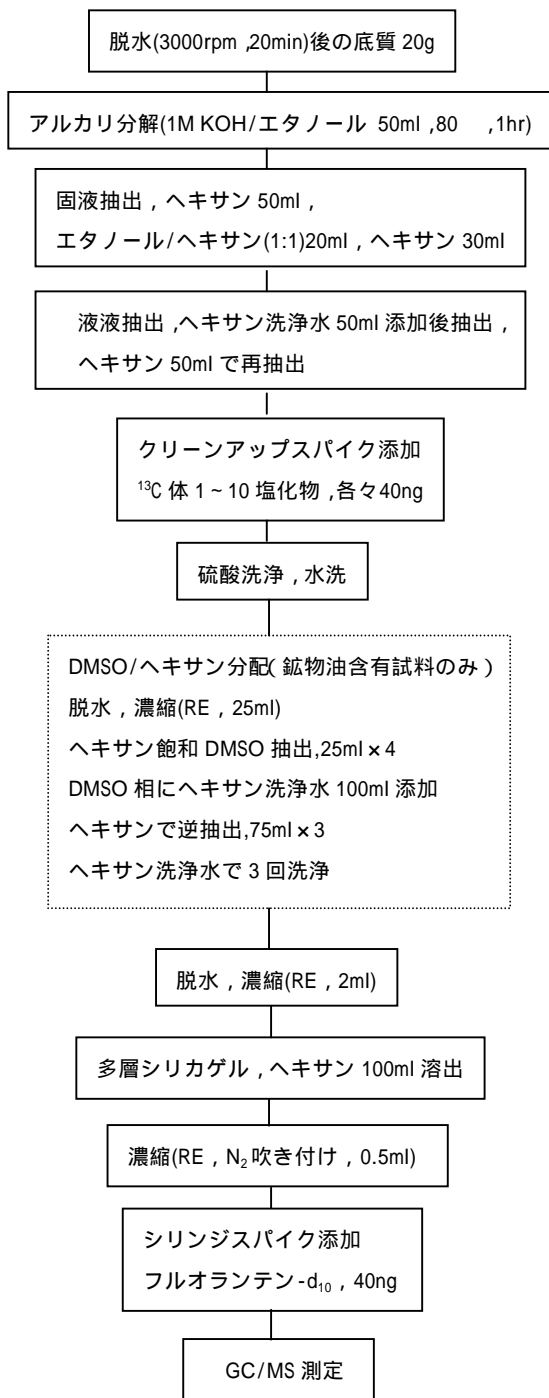 脱水(3000rpm ,20min)後の底質 20g
アルカリ分解(1M KOH/エタノール 50ml ,80 ,1hr)
固液抽出 , ヘキサン 50ml ,
エタノール/ヘキサン(1:1)20ml , ヘキサン 30ml
液液抽出 ,ヘキサン洗浄水 50ml 添加後抽出 ,
ヘキサン 50ml で再抽出
クリーンアップスパイク添加
¹³C 体 1 ~ 10 塩化物 ,各々40ng
硫酸洗浄 , 水洗
DMSO/ヘキサン分配( 鉱物油含有試料のみ )
脱水 , 濃縮(RE , 25ml)
ヘキサン飽和 DMSO 抽出,25ml × 4
DMSO 相にヘキサン洗浄水 100ml 添加
ヘキサンで逆抽出,75ml × 3
ヘキサン洗浄水で 3 回洗浄
脱水 , 濃縮(RE , 2ml)
多層シリカゲル , ヘキサン 100ml 溶出
濃縮(RE , N₂ 吹き付け , 0.5ml)
シリンジスパイク添加
フルオランテン-d₁₀ , 40ng
GC/MS 測定